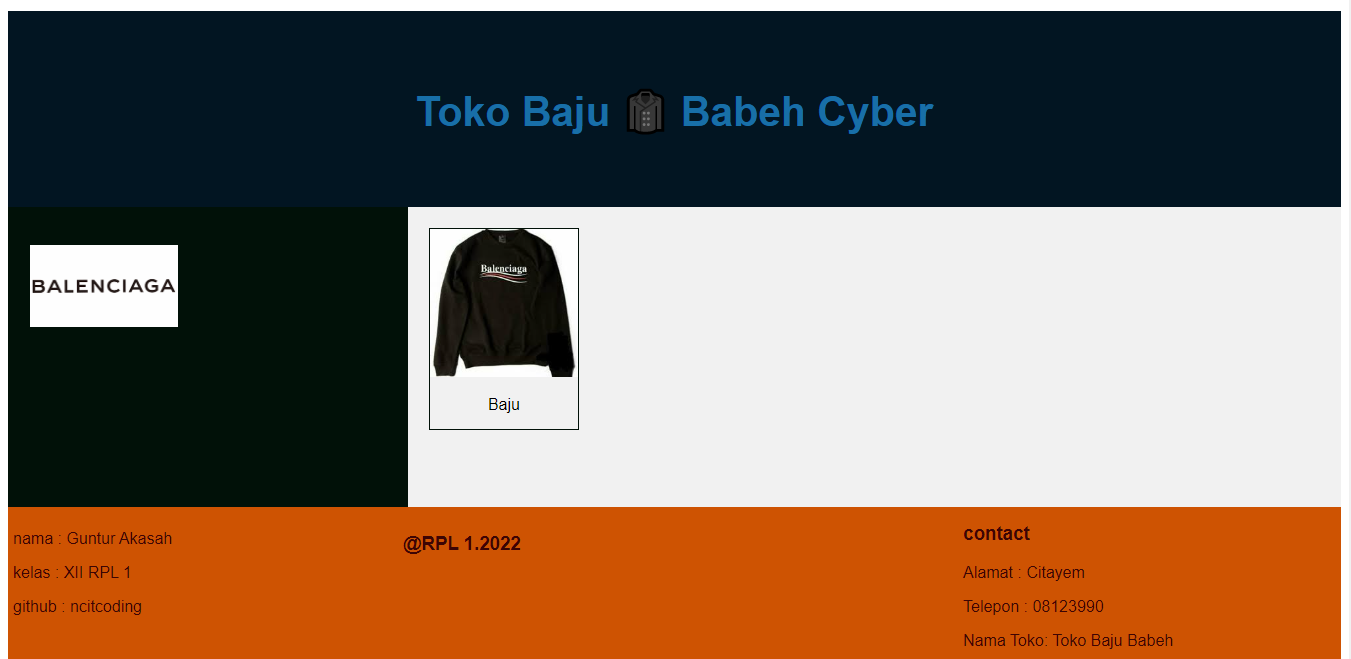 Toko Baju Babeh Cyber
BALENCIAGA
Balenciaga
Baju
nama : Guntur Akasah
kelas : XII RPL 1
github : ncitcoding
@RPL 1.2022
contact
Alamat : Citayem
Telepon : 08123990
Nama Toko: Toko Baju Babeh